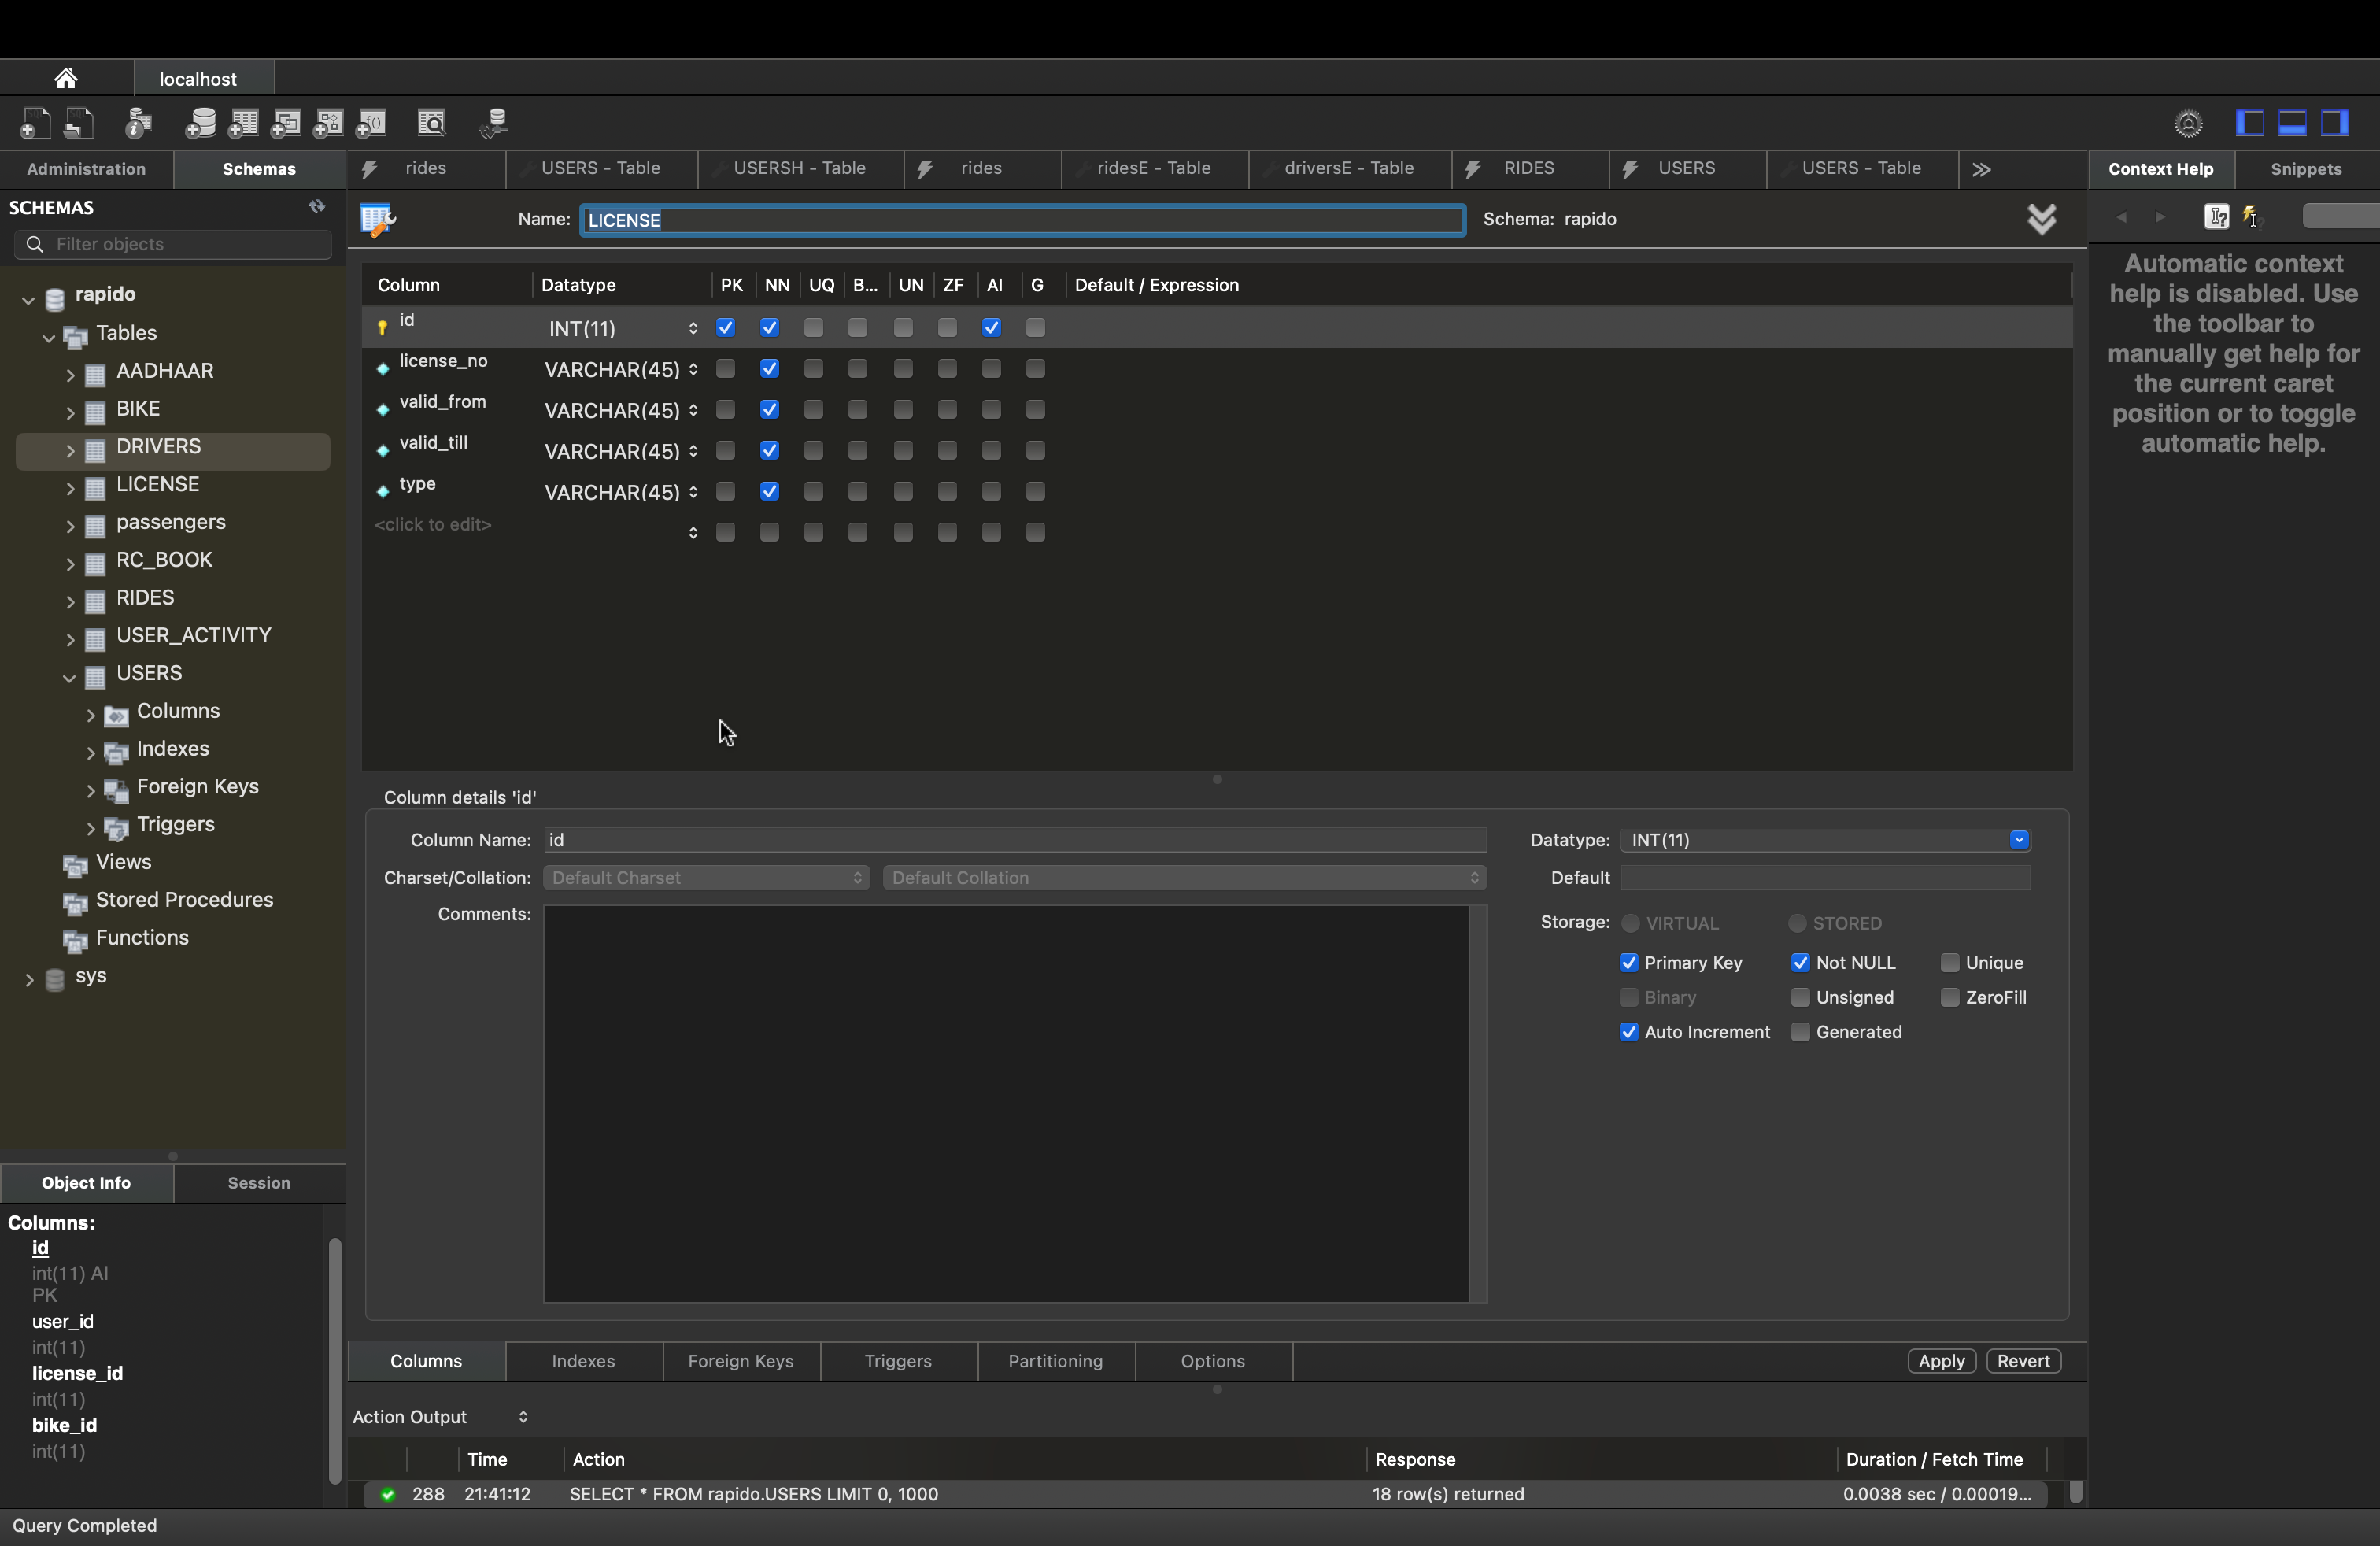 localhost
Administration
Schemas
rides
USERS - Table
USERSH - Table
rides
ridesE - Table
driversE - Table
RIDES
USERS
USERS - Table
Context Help
Snippets
SCHEMAS
Filter objects
rapido
Tables
AADHAAR
BIKE
DRIVERS
LICENSE
passengers
RC_BOOK
RIDES
USER_ACTIVITY
USERS
Columns
Indexes
Foreign Keys
Triggers
Views
Stored Procedures
Functions
sys
Object Info
Session
Columns:
id
int(11) AI
PK
user_id
int(11)
license_id
int(11)
bike_id
int(11)
Name: LICENSE Schema: rapido
Column Datatype PK NN UQ B... UN ZF AI G Default / Expression
id INT(11)
license_no VARCHAR(45)
valid_from VARCHAR(45)
valid_till VARCHAR(45)
type VARCHAR(45)
<click to edit>
Column details 'id'
Column Name: id
Charset/Collation: Default Charset Default Collation
Comments:
Datatype: INT(11)
Default
Storage: VIRTUAL STORED
Primary Key Not NULL Unique
Binary Unsigned ZeroFill
Auto Increment Generated
Columns Indexes Foreign Keys Triggers Partitioning Options Apply Revert
Action Output
Time Action Response Duration / Fetch Time
288 21:41:12 SELECT * FROM rapido.USERS LIMIT 0, 1000 18 row(s) returned 0.0038 sec / 0.00019...
Automatic context
help is disabled. Use
the toolbar to
manually get help for
the current caret
position or to toggle
automatic help.
Query Completed